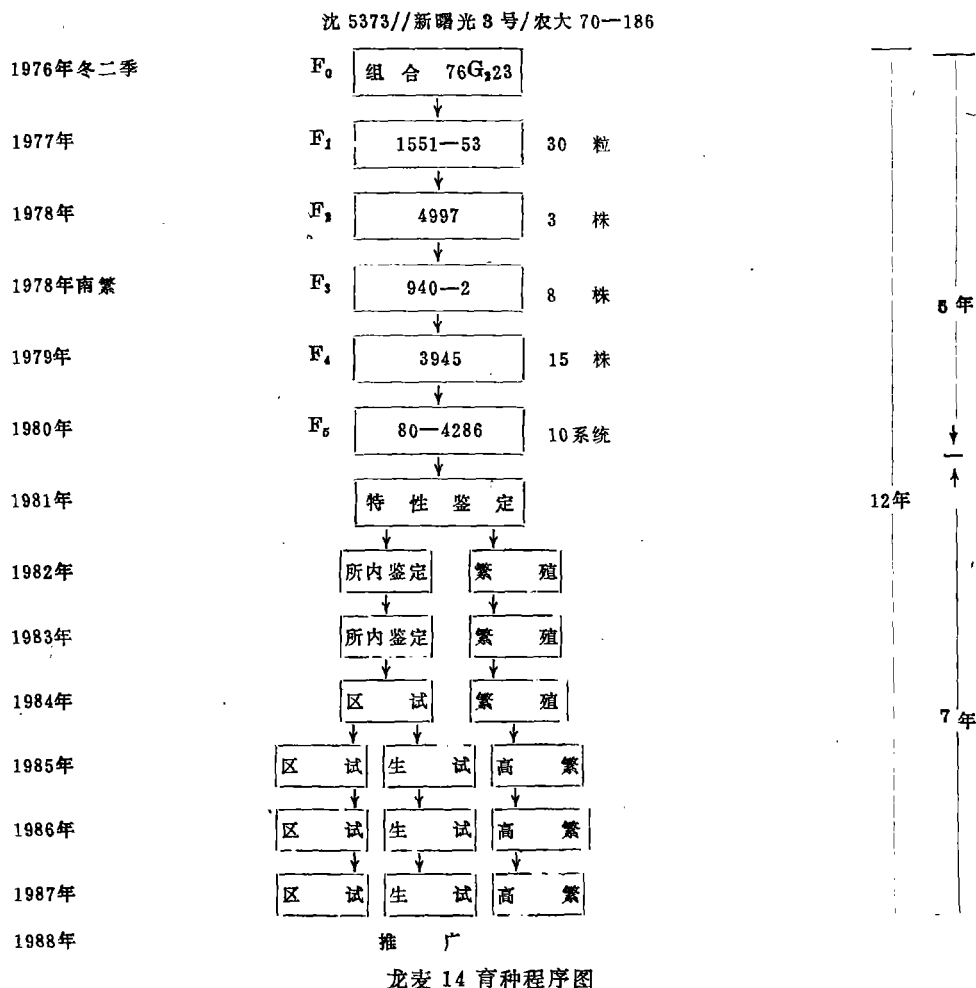 沈 5373//新曙光 3 号/农大 70—186
1976年冬二季 F₀ 组合 76G₂23
1977年 F₁ 1551—53 30 粒
1978年 F₂ 4997 3 株
1978年南繁 F₃ 940—2 8 株
5 年
1979年 F₄ 3945 15 株
1980年 F₅ 80—4286 10系统
1981年 特性鉴定 12年
1982年 所内鉴定 繁殖
1983年 所内鉴定 繁殖
1984年 区试 繁殖
7 年
1985年 区试 生试 高繁
1986年 区试 生试 高繁
1987年 区试 生试 高繁
1988年 推广
龙麦 14 育种程序图